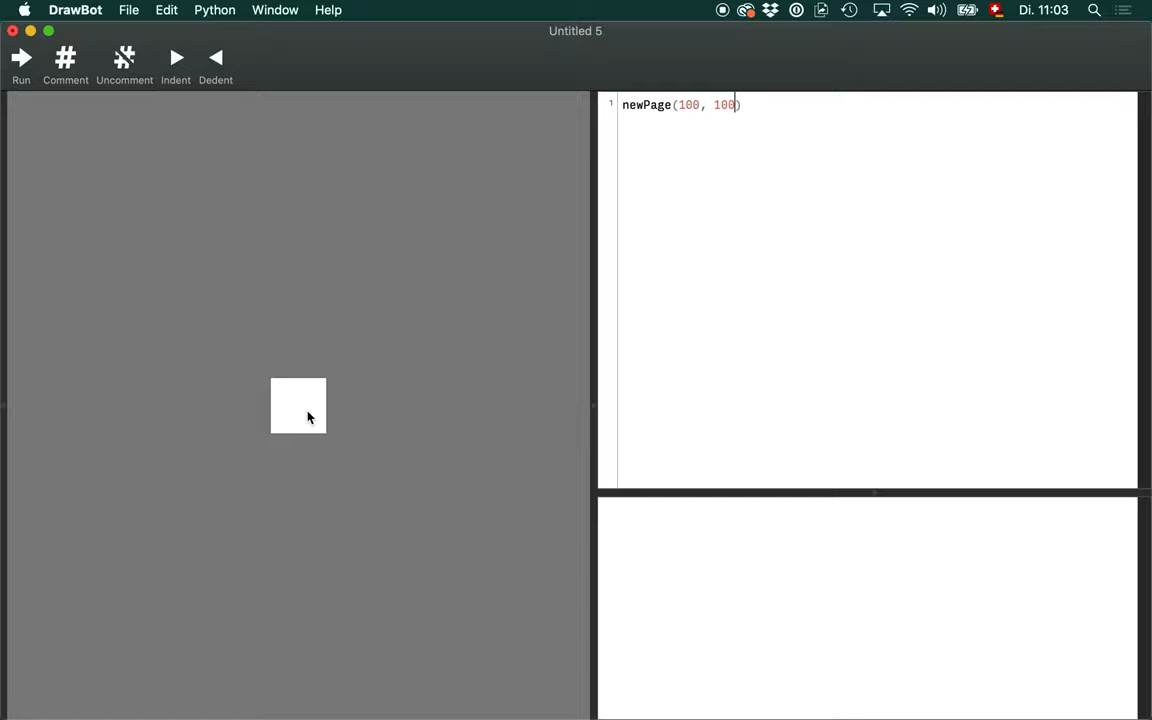 DrawBot File Edit Python Window Help Di. 11:03
Untitled 5
Run Comment Uncomment Indent Dedent
1 newPage(100, 100)